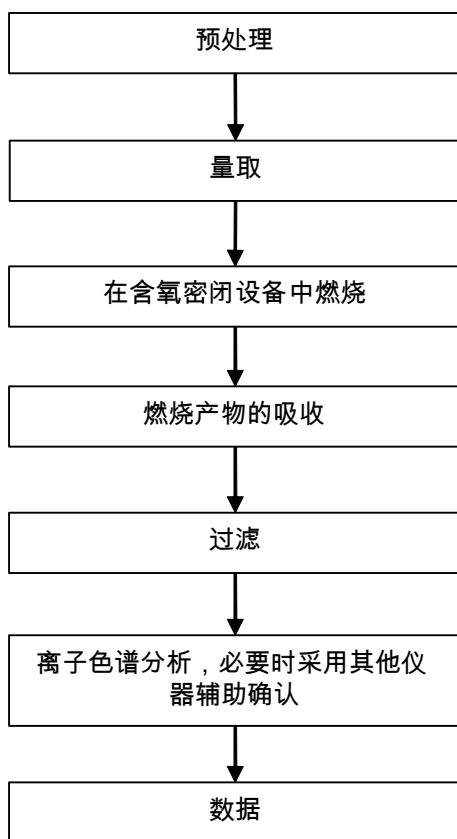 预处理
量取
在含氧密闭设备中燃烧
燃烧产物的吸收
过滤
离子色谱分析，必要时采用其他仪
器辅助确认
数据